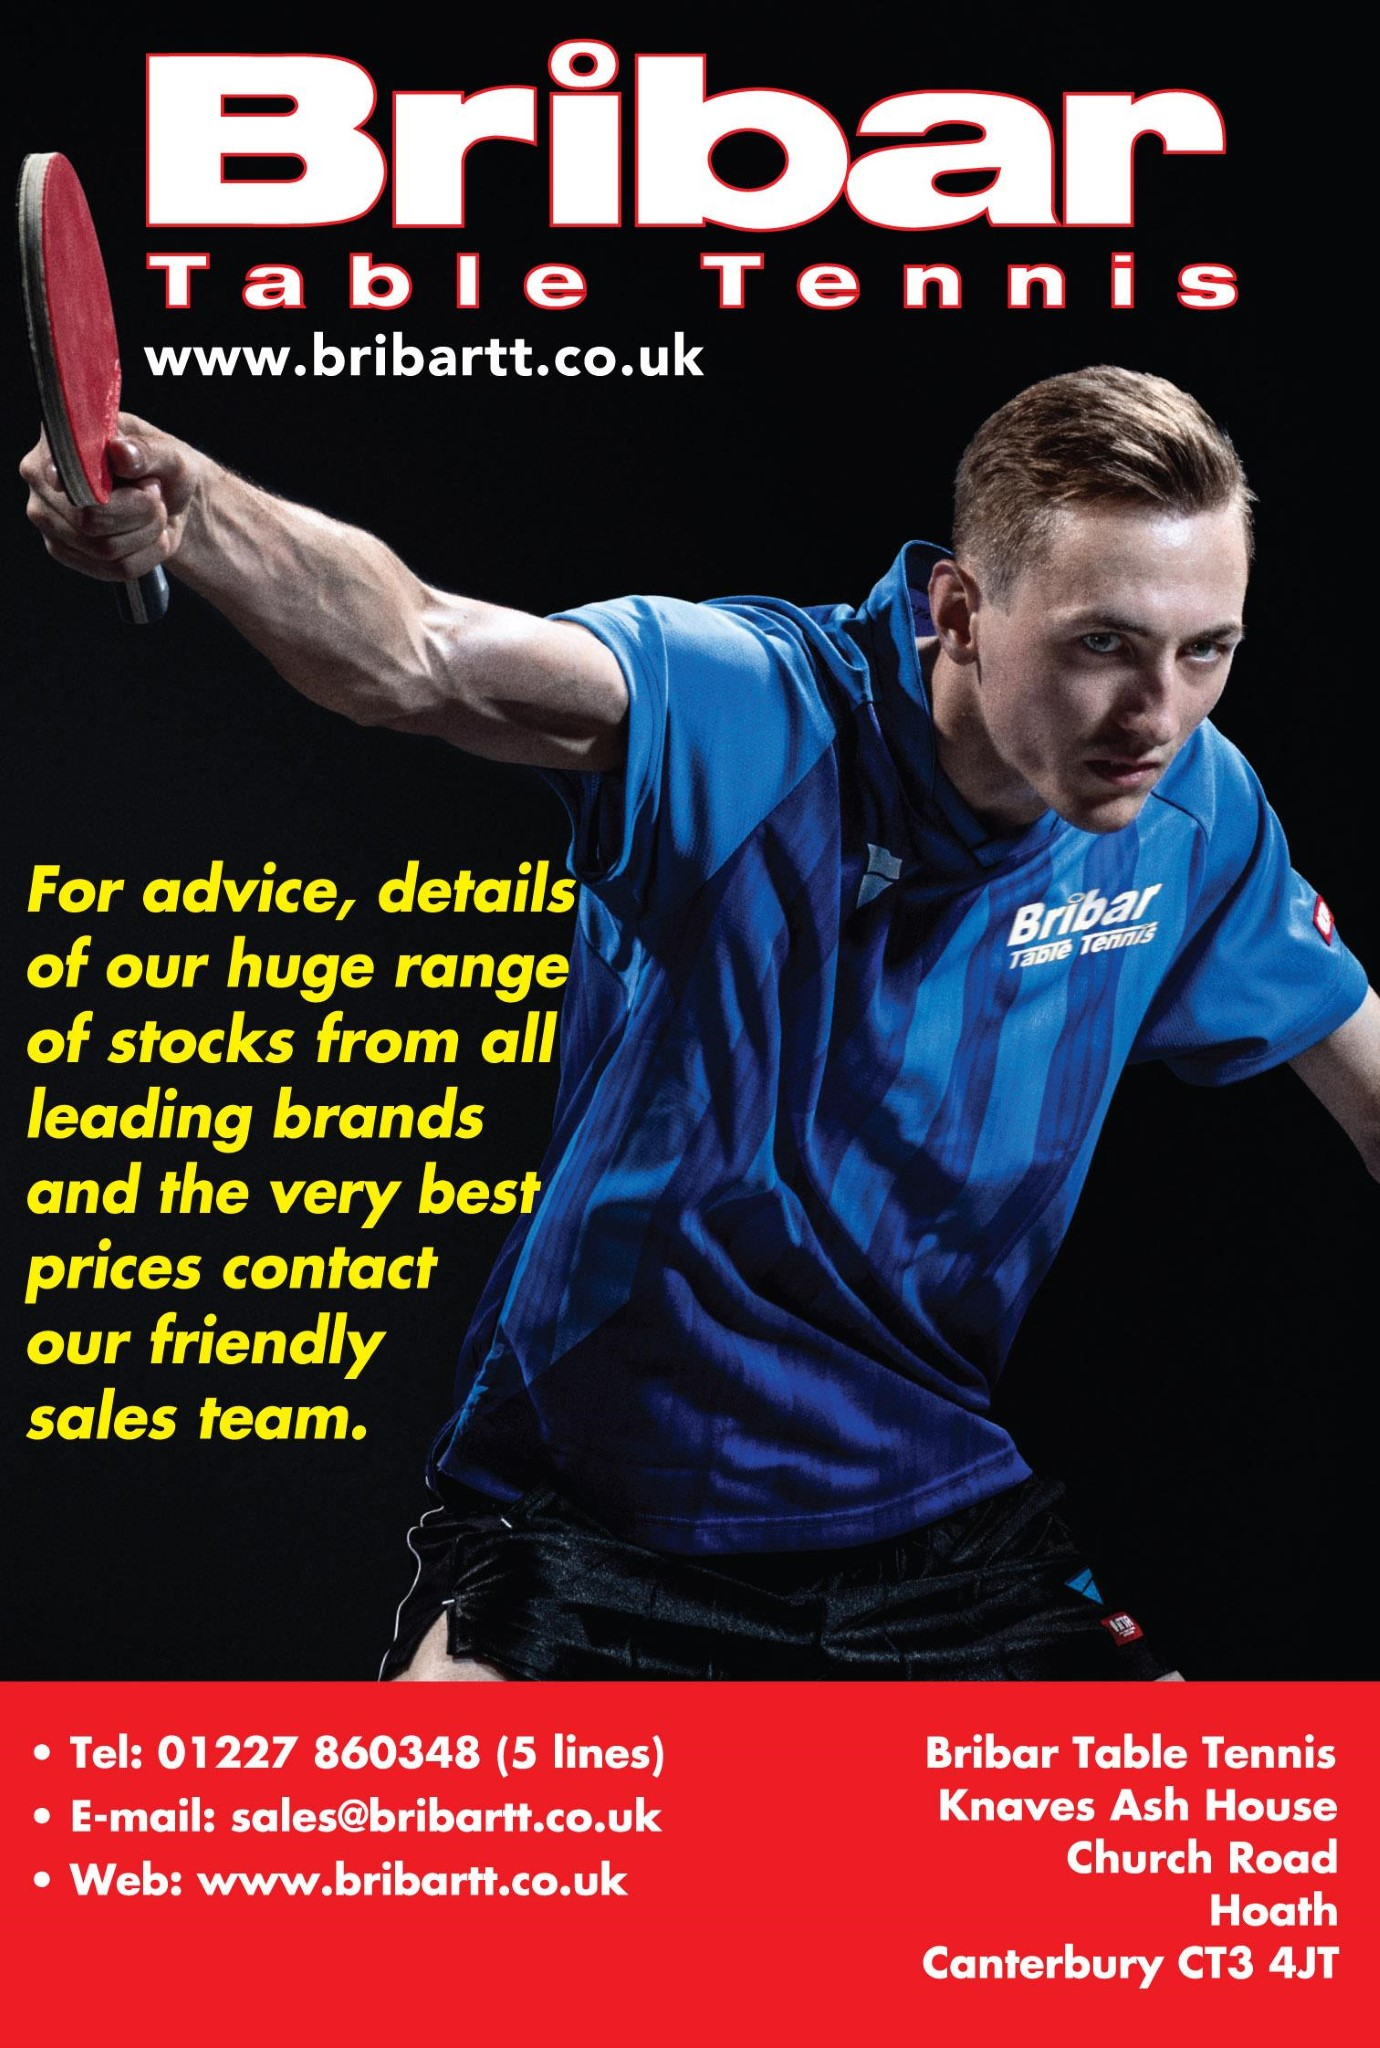 Bribar
Table Tennis
www.bribartt.co.uk
For advice, details
of our huge range
of stocks from all
leading brands
and the very best
prices contact
our friendly
sales team.
Bribar
Table Tennis
• Tel: 01227 860348 (5 lines)
• E-mail: sales@bribartt.co.uk
• Web: www.bribartt.co.uk
Bribar Table Tennis
Knaves Ash House
Church Road
Hoath
Canterbury CT3 4JT